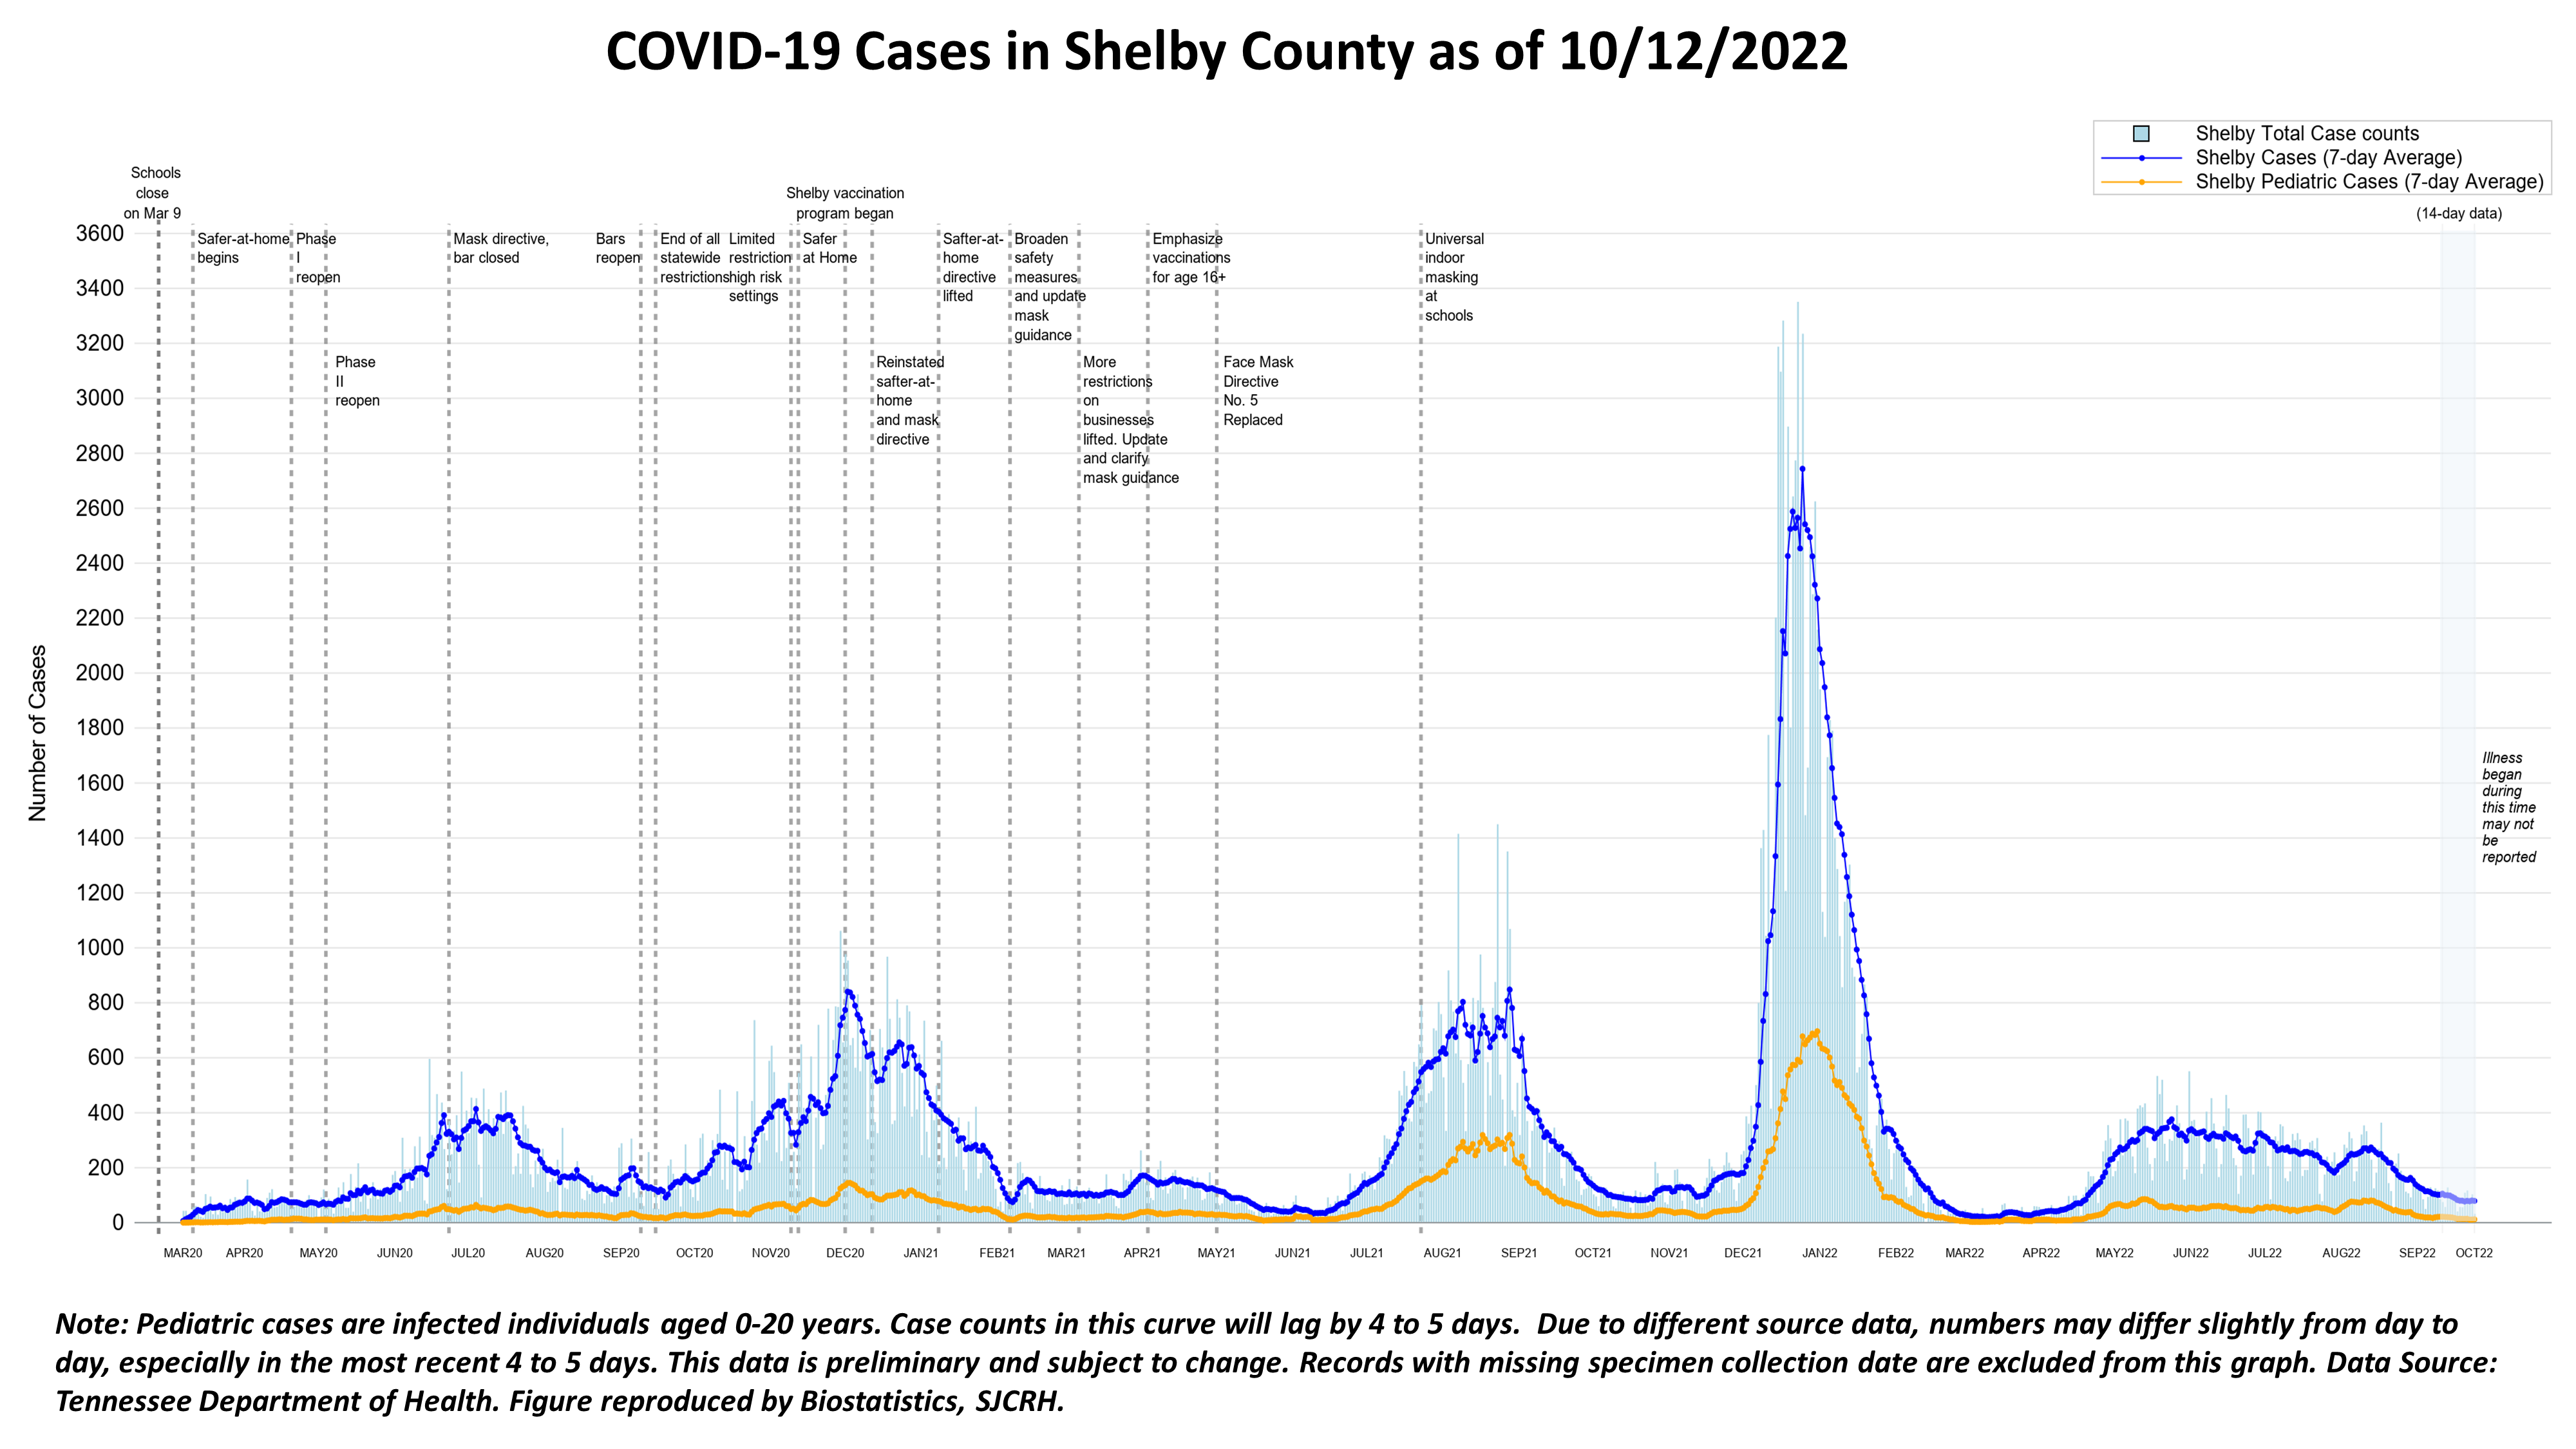 COVID-19 Cases in Shelby County as of 10/12/2022
Shelby Total Case counts
Shelby Cases (7-day Average)
Shelby Pediatric Cases (7-day Average)
(14-day data)
Schools
close
on Mar 9
Shelby vaccination
program began
Safer-at-home
begins
Phase
I
reopen
Phase
II
reopen
Mask directive,
bar closed
Bars
reopen
End of all
statewide
restrictions
Limited
restriction
high risk
settings
Safer
at Home
Reinstated
safter-at-
home
and mask
directive
Safter-at-
home
directive
lifted
Broaden
safety
measures
and update
mask
guidance
More
restrictions
on
businesses
lifted. Update
and clarify
mask guidance
Emphasize
vaccinations
for age 16+
Face Mask
Directive
No. 5
Replaced
Universal
indoor
masking
at
schools
Illness
began
during
this time
may not
be
reported
Number of Cases
3600
3400
3200
3000
2800
2600
2400
2200
2000
1800
1600
1400
1200
1000
800
600
400
200
0
MAR20 APR20 MAY20 JUN20 JUL20 AUG20 SEP20 OCT20 NOV20 DEC20 JAN21 FEB21 MAR21 APR21 MAY21 JUN21 JUL21 AUG21 SEP21 OCT21 NOV21 DEC21 JAN22 FEB22 MAR22 APR22 MAY22 JUN22 JUL22 AUG22 SEP22 OCT22
Note: Pediatric cases are infected individuals aged 0-20 years. Case counts in this curve will lag by 4 to 5 days. Due to different source data, numbers may differ slightly from day to
day, especially in the most recent 4 to 5 days. This data is preliminary and subject to change. Records with missing specimen collection date are excluded from this graph. Data Source:
Tennessee Department of Health. Figure reproduced by Biostatistics, SJCRH.